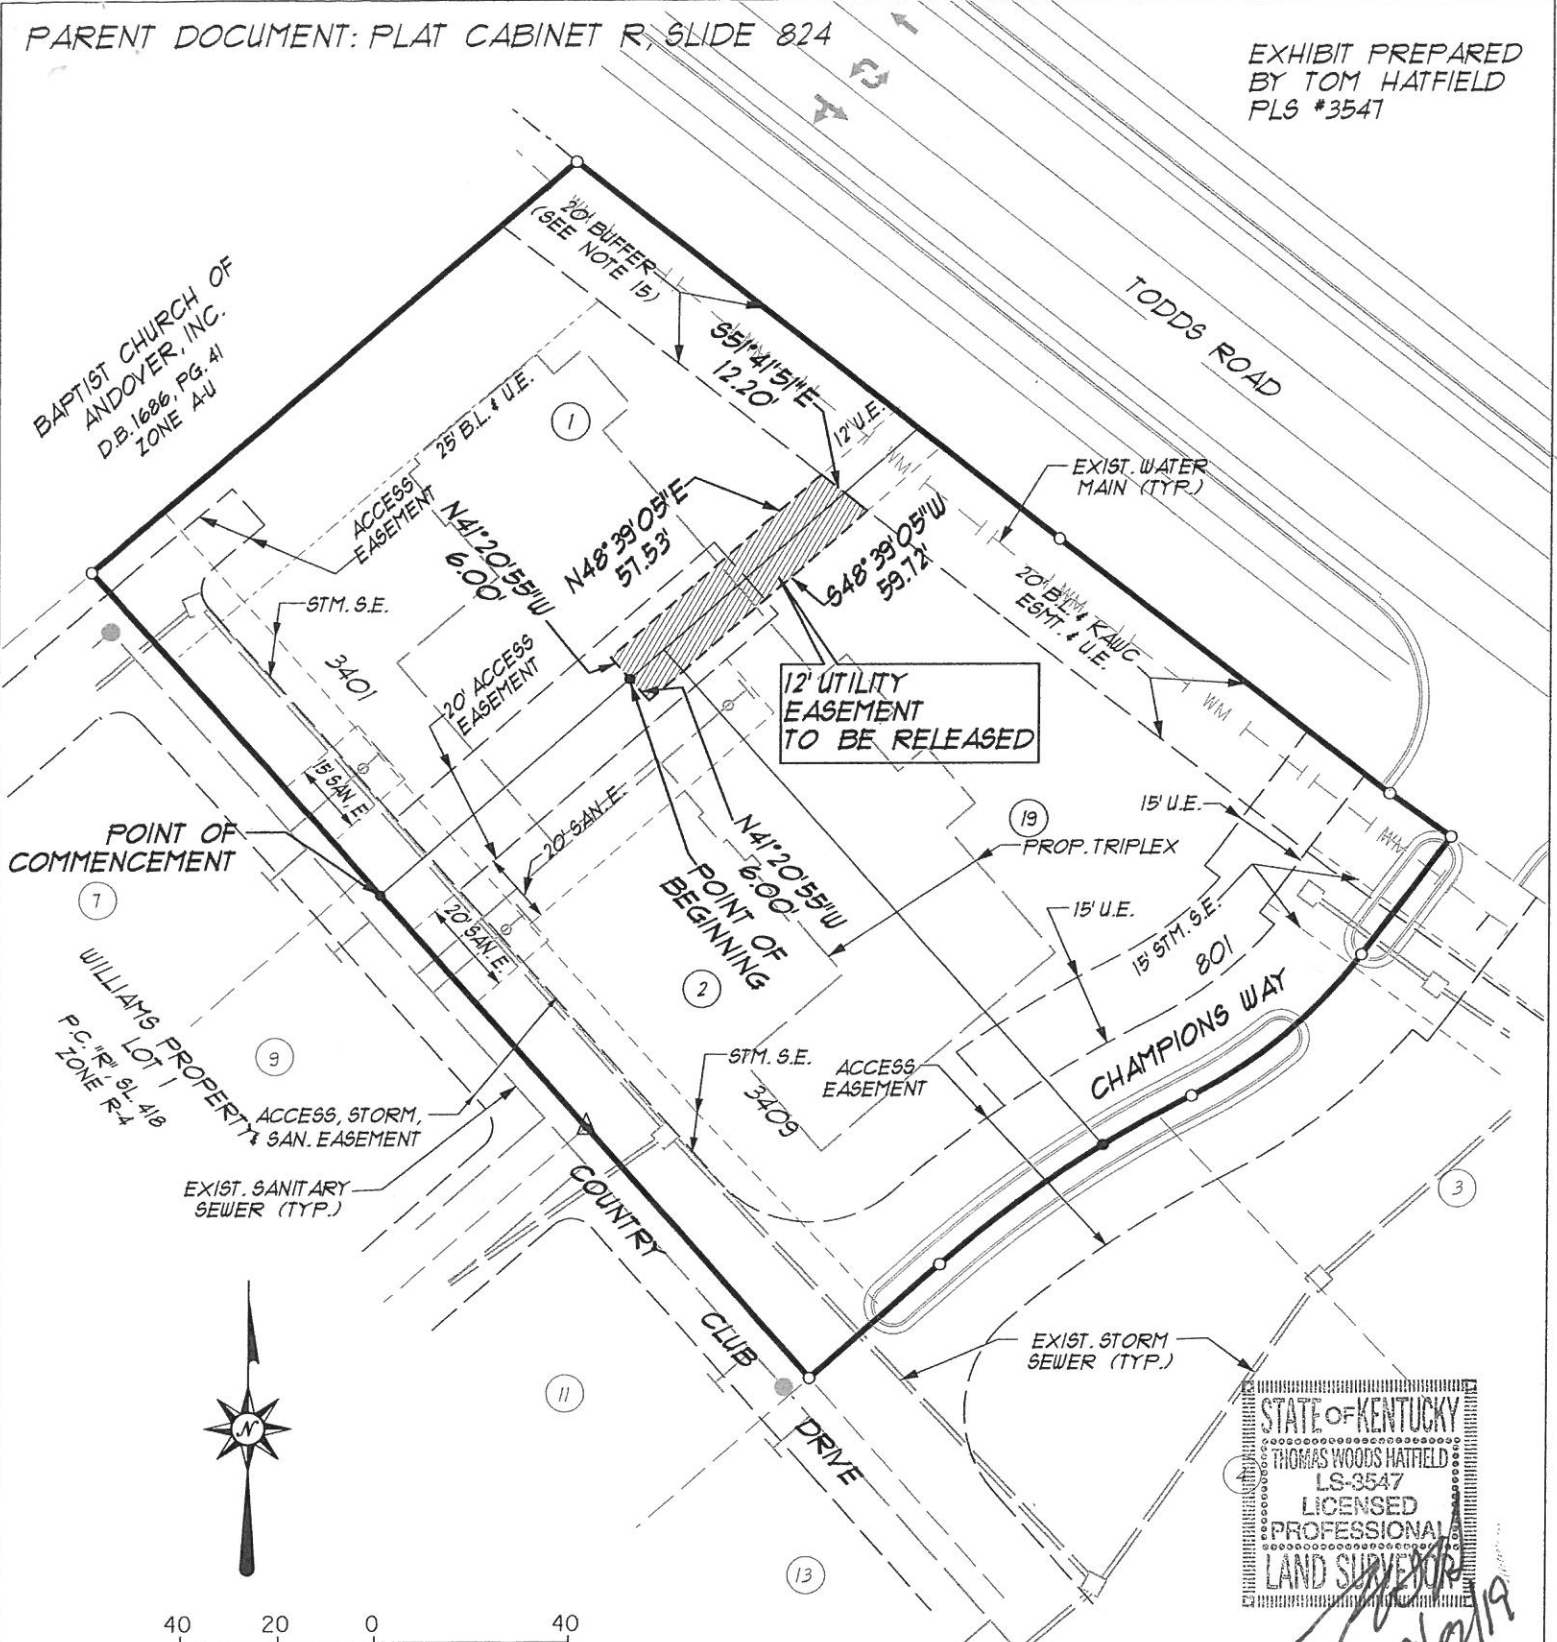 PARENT DOCUMENT: PLAT CABINET R, SLIDE 824
EXHIBIT PREPARED
BY TOM HATFIELD
PLS #3547
20' BUFFER
(SEE NOTE 15)
TODDS ROAD
BAPTIST CHURCH OF
ANDOVER, INC.
D.B. 1686, PG. 41
ZONE A-U
S51°41'51"E
12.20'
25' B.L. & U.E.
1
12' U.E.
WM
EXIST. WATER
MAIN (TYP.)
ACCESS
EASEMENT
N41°20'55"W
6.00'
N48°39'05"E
57.53'
S48°39'05"W
59.72'
20' B.L. & KAWC
ESMT. & U.E.
WM
STM. S.E.
3401
20' ACCESS
EASEMENT
12' UTILITY
EASEMENT
TO BE RELEASED
WM
WM
15' SAN. E.
20' SAN. E.
15' U.E.
19
PROP. TRIPLEX
POINT OF
COMMENCEMENT
N41°20'55"W
6.00'
POINT OF
BEGINNING
7
20' SAN. E.
15' U.E.
15' STM. S.E.
801
2
WILLIAMS PROPERTY
LOT 1
P.C. "R", SL. 418
ZONE R-4
9
CHAMPIONS WAY
STM. S.E.
ACCESS
EASEMENT
3409
ACCESS, STORM,
& SAN. EASEMENT
EXIST. SANITARY
SEWER (TYP.)
3
COUNTRY
CLUB
DRIVE
EXIST. STORM
SEWER (TYP.)
11
N
4
STATE OF KENTUCKY
THOMAS WOODS HATFIELD
LS-3547
LICENSED
PROFESSIONAL
LAND SURVEYOR
13
40 20 0 40